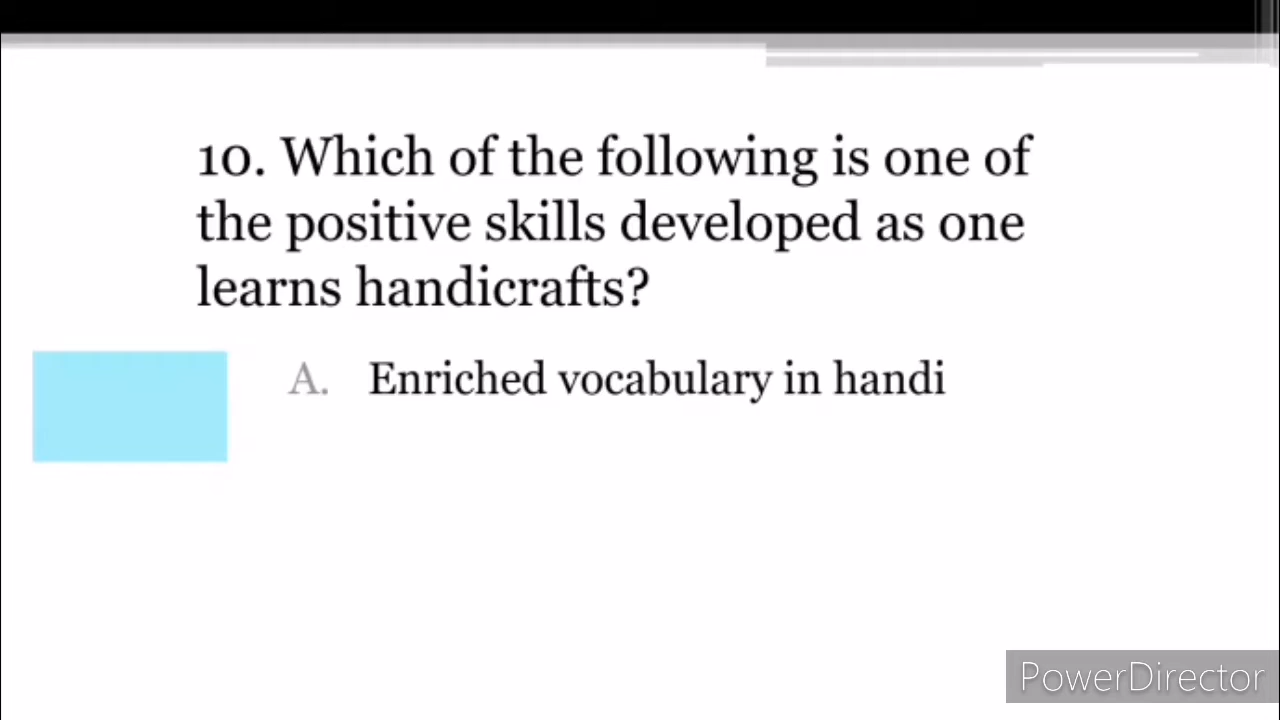 10. Which of the following is one of
the positive skills developed as one
learns handicrafts?
A. Enriched vocabulary in handi
PowerDirector